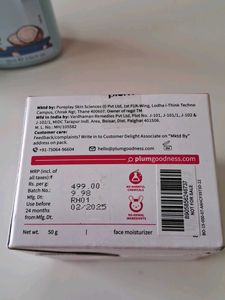 Mktd by: Pureplay Skin Sciences (I) Pvt Ltd, 1st Flr, Wing, Lodha i-Think Techno
Campus, Chirak Ngr, Thane 400607. Owner of regd TM
Mfd in India by: Vardhaman Remedies Pvt Ltd, Plot No. J-101, J-101/1, J-102 &
J-102/1, MIDC Tarapur Indl. Area, Boisar, Dist. Palghar 401506.
M. L. No.: MH/105882
Customer care:
Feedback/complaints? Write in to Customer Delight Associate on "Mktd By"
address on pack.
+91-75064-96604
hello@plumgoodness.com
plumgoodness.com
MRP (incl. of
all taxes) ₹
Rs. per g:
Batch No.:
Mfg. Dt:
Use before
24 months
from Mfg. Dt.
499.00
9.98
RH01
02/2025
NO HARMFUL
CHEMICALS
NO ANIMAL
INGREDIENTS
NOT FOR SALE
Net wt. 50 g
face moisturizer